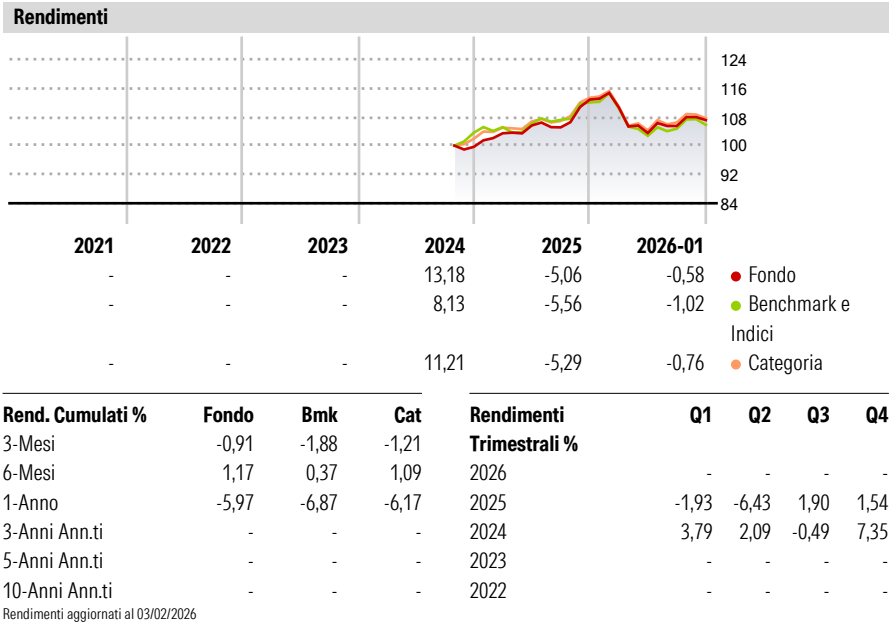 Rendimenti
124
116
108
100
92
84
2021 2022 2023 2024 2025 2026-01
- - - 13,18 -5,06 -0,58 Fondo
- - - 8,13 -5,56 -1,02 Benchmark e
Indici
- - - 11,21 -5,29 -0,76 Categoria
Rend. Cumulati % Fondo Bmk Cat
3-Mesi -0,91 -1,88 -1,21
6-Mesi 1,17 0,37 1,09
1-Anno -5,97 -6,87 -6,17
3-Anni Ann.ti - - -
5-Anni Ann.ti - - -
10-Anni Ann.ti - - -
Rendimenti Q1 Q2 Q3 Q4
Trimestrali %
2026 - - - -
2025 -1,93 -6,43 1,90 1,54
2024 3,79 2,09 -0,49 7,35
2023 - - - -
2022 - - - -
Rendimenti aggiornati al 03/02/2026